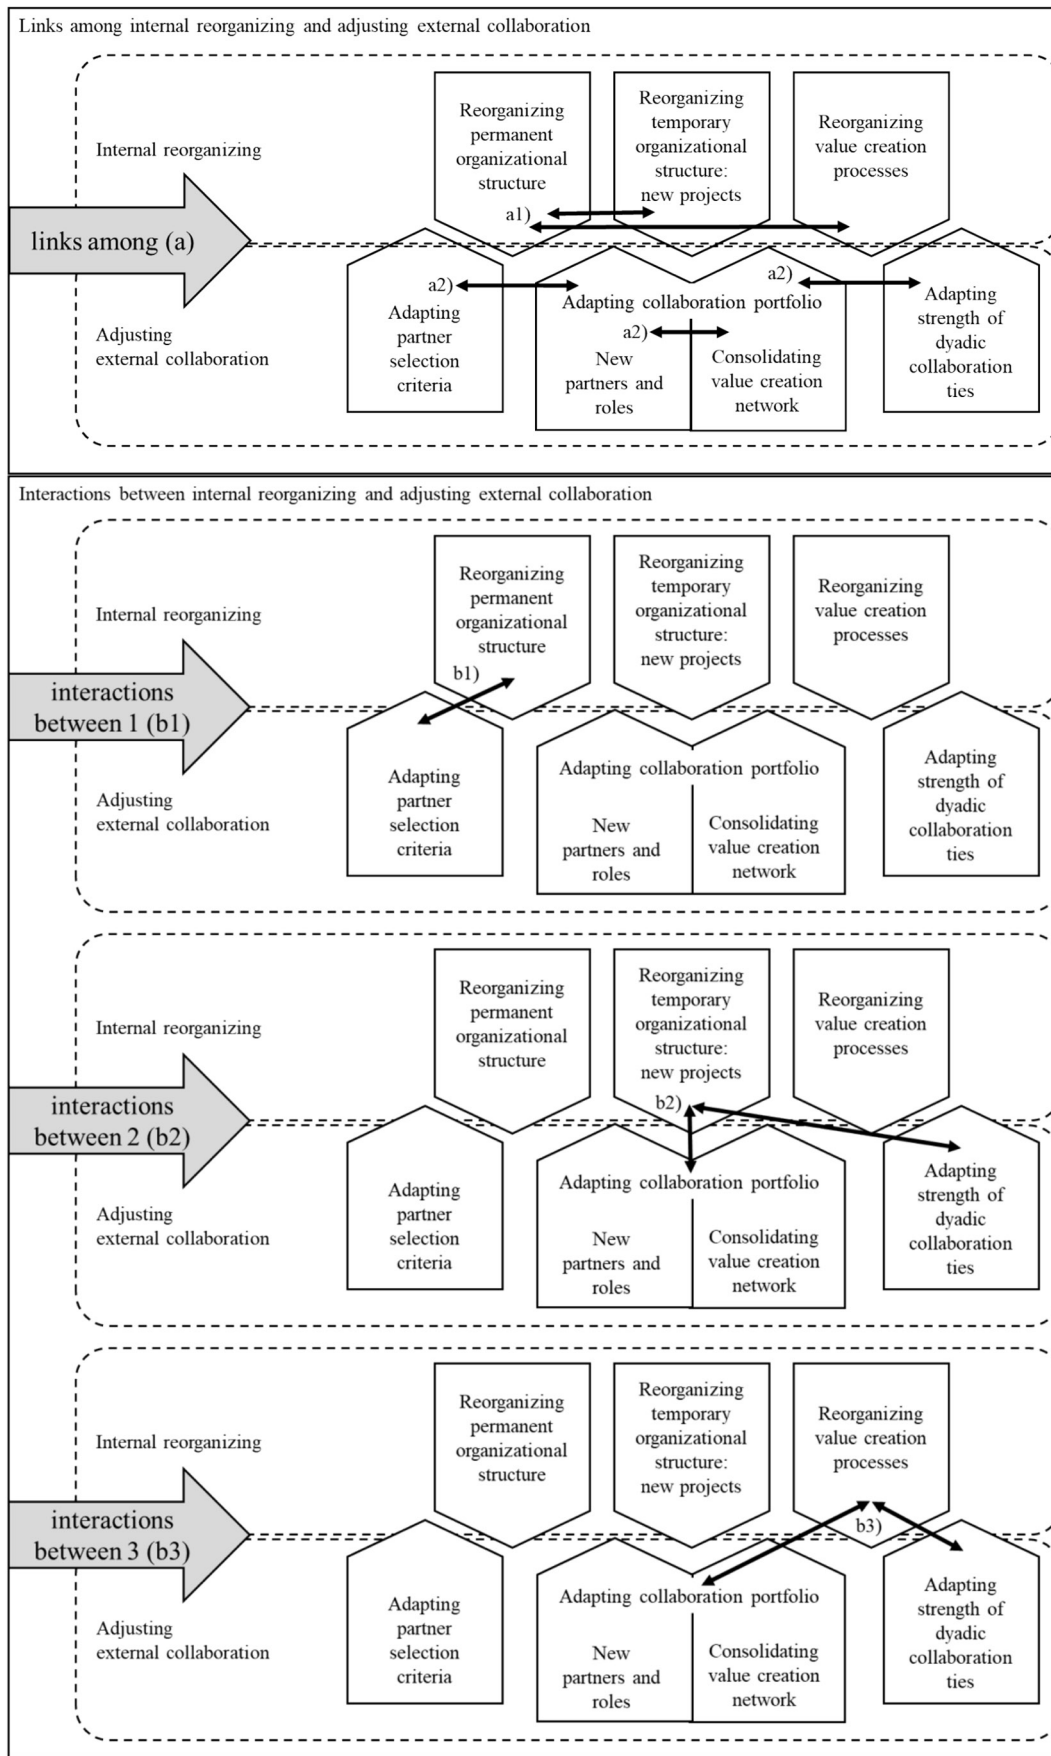 Links among internal reorganizing and adjusting external collaboration
Internal reorganizing
Reorganizing
permanent
organizational
structure
Reorganizing
temporary
organizational
structure:
new projects
Reorganizing
value creation
processes
a1)
links among (a)
Adjusting
external collaboration
a2)
Adapting
partner
selection
criteria
a2)
Adapting collaboration portfolio
a2)
New
partners and
roles
Consolidating
value creation
network
Adapting
strength of
dyadic
collaboration
ties
Interactions between internal reorganizing and adjusting external collaboration
Internal reorganizing
Reorganizing
permanent
organizational
structure
Reorganizing
temporary
organizational
structure:
new projects
Reorganizing
value creation
processes
b1)
interactions
between 1 (b1)
Adjusting
external collaboration
Adapting
partner
selection
criteria
Adapting collaboration portfolio
New
partners and
roles
Consolidating
value creation
network
Adapting
strength of
dyadic
collaboration
ties
Internal reorganizing
Reorganizing
permanent
organizational
structure
Reorganizing
temporary
organizational
structure:
new projects
Reorganizing
value creation
processes
b2)
interactions
between 2 (b2)
Adjusting
external collaboration
Adapting
partner
selection
criteria
Adapting collaboration portfolio
New
partners and
roles
Consolidating
value creation
network
Adapting
strength of
dyadic
collaboration
ties
Internal reorganizing
Reorganizing
permanent
organizational
structure
Reorganizing
temporary
organizational
structure:
new projects
Reorganizing
value creation
processes
b3)
interactions
between 3 (b3)
Adjusting
external collaboration
Adapting
partner
selection
criteria
Adapting collaboration portfolio
New
partners and
roles
Consolidating
value creation
network
Adapting
strength of
dyadic
collaboration
ties